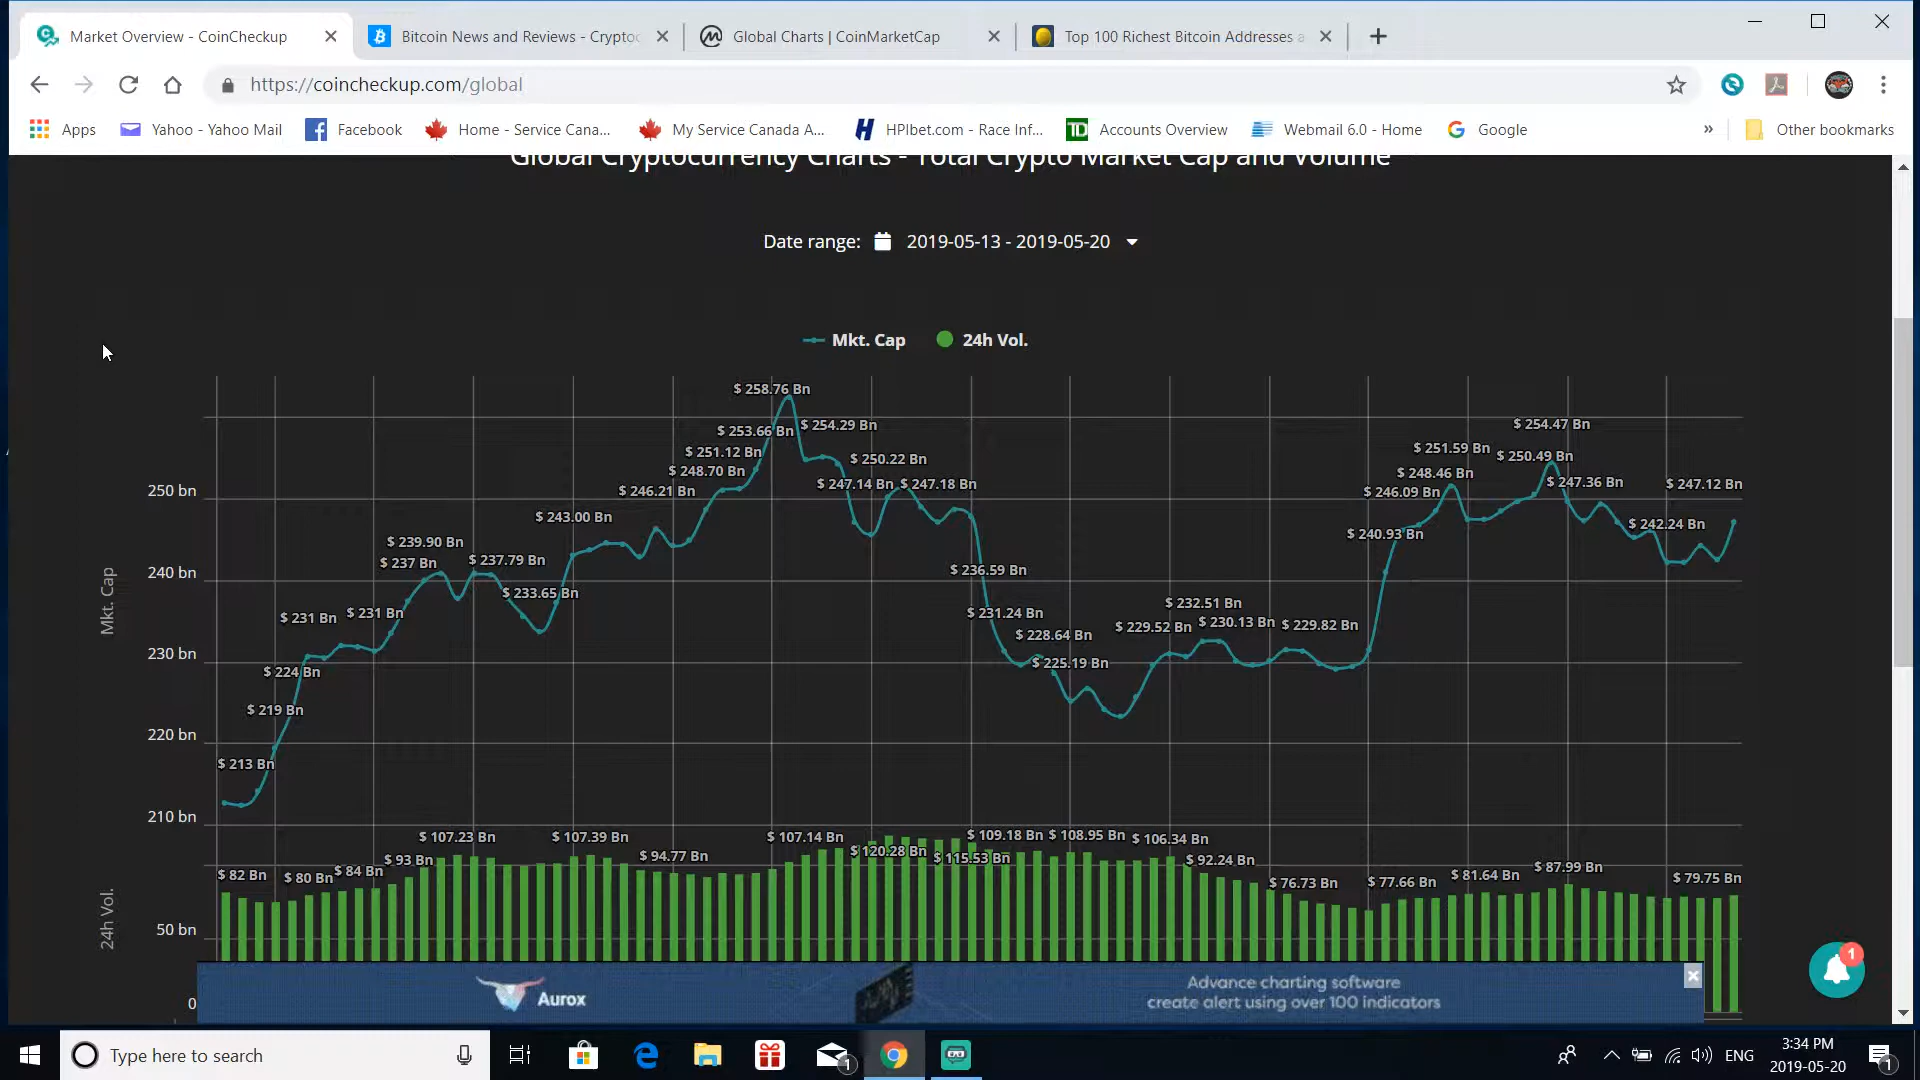 Market Overview - CoinCheckup
Bitcoin News and Reviews - Cryptoc
Global Charts | CoinMarketCap
Top 100 Richest Bitcoin Addresses a
https://coincheckup.com/global
Apps
Yahoo - Yahoo Mail
Facebook
Home - Service Cana...
My Service Canada A...
HPIbet.com - Race Inf...
TD
Accounts Overview
Webmail 6.0 - Home
Google
»
Other bookmarks
Global Cryptocurrency Charts - Total Crypto Market Cap and Volume
Date range: 2019-05-13 - 2019-05-20
Mkt. Cap
24h Vol.
$ 258.76 Bn
$ 254.47 Bn
$ 254.29 Bn
$ 253.66 Bn
$ 251.59 Bn
$ 251.12 Bn
$ 250.49 Bn
$ 250.22 Bn
$ 248.70 Bn
$ 248.46 Bn
$ 247.36 Bn
$ 247.14 Bn
$ 247.18 Bn
$ 247.12 Bn
250 bn
$ 246.21 Bn
$ 246.09 Bn
$ 243.00 Bn
$ 242.24 Bn
$ 240.93 Bn
$ 239.90 Bn
$ 237 Bn
$ 237.79 Bn
240 bn
$ 236.59 Bn
$ 233.65 Bn
Mkt. Cap
$ 232.51 Bn
$ 231 Bn
$ 231 Bn
$ 231.24 Bn
$ 230.13 Bn
$ 229.52 Bn
$ 229.82 Bn
$ 228.64 Bn
230 bn
$ 225.19 Bn
$ 224 Bn
$ 219 Bn
220 bn
$ 213 Bn
210 bn
$ 107.23 Bn
$ 107.39 Bn
$ 107.14 Bn
$ 109.18 Bn
$ 108.95 Bn
$ 106.34 Bn
$ 120.28 Bn
$ 115.53 Bn
$ 94.77 Bn
$ 93 Bn
$ 92.24 Bn
$ 87.99 Bn
$ 82 Bn
$ 80 Bn
$ 84 Bn
$ 76.73 Bn
$ 77.66 Bn
$ 81.64 Bn
$ 79.75 Bn
24h Vol.
50 bn
0
Aurox
Advance charting software
create alert using over 100 indicators
1
Type here to search
1
ENG
3:34 PM
2019-05-20
1